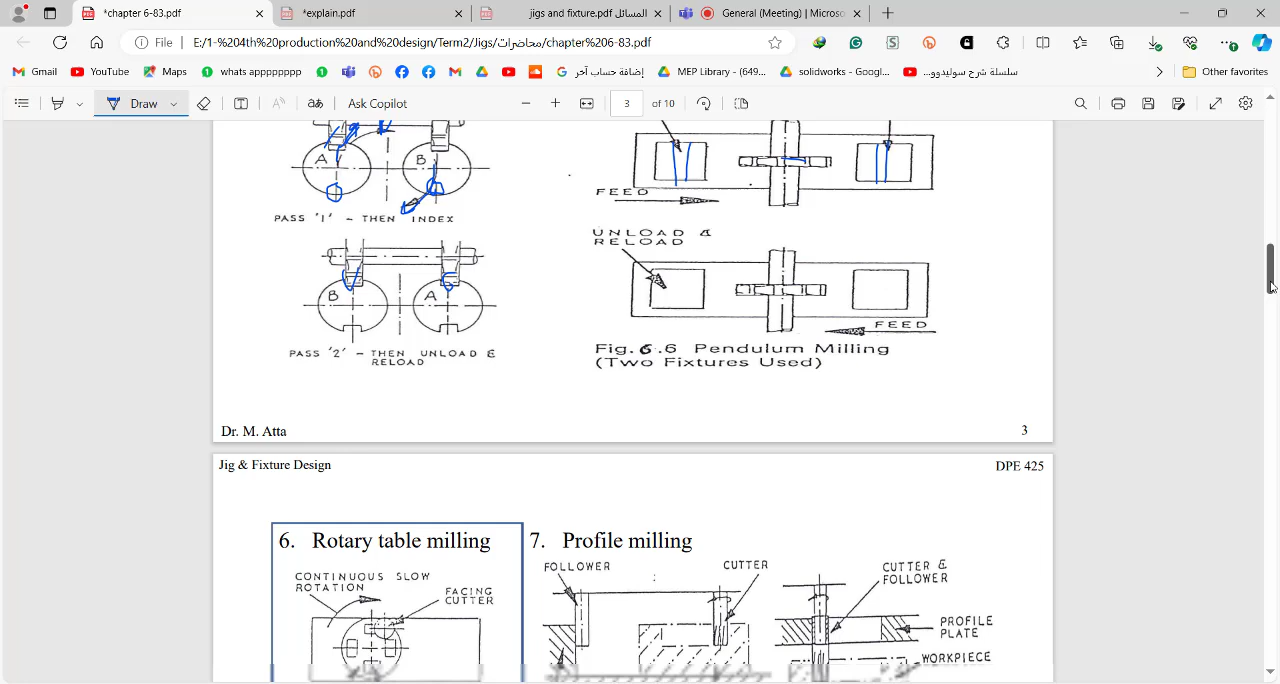 *chapter 6-83.pdf
*explain.pdf
jigs and fixture.pdf المسائل
General (Meeting) | Microso
File
E:/1-%204th%20production%20and%20design/Term2/Jigs/محاضرات/chapter%206-83.pdf
Gmail
YouTube
Maps
whats appppppppp
إضافة حساب آخر
MEP Library - (649...
solidworks - Googl...
سلسلة شرح سوليدوو...
Other favorites
Draw
Ask Copilot
3
of 10
A
B
PASS '1' - THEN INDEX
FEED
UNLOAD &
RELOAD
B
A
PASS '2' - THEN UNLOAD &
RELOAD
FEED
Fig. 6.6 Pendulum Milling
(Two Fixtures Used)
Dr. M. Atta
3
Jig & Fixture Design
DPE 425
6. Rotary table milling
7. Profile milling
CONTINUOUS SLOW
ROTATION
FACING
CUTTER
FOLLOWER
CUTTER
CUTTER &
FOLLOWER
PROFILE
PLATE
WORKPIECE